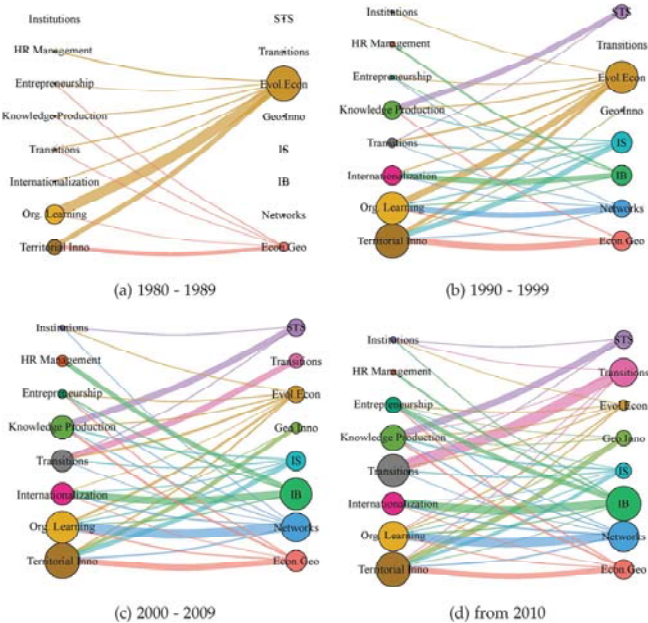 Institutions STS
HR Management Transitions
Entrepreneurship Evol Econ
Knowledge Production Geo Inno
Transitions IS
Internationalization IB
Org. Learning Networks
Territorial Inno Econ Geo
(a) 1980 - 1989
Institutions STS
HR Management Transitions
Entrepreneurship Evol Econ
Knowledge Production Geo Inno
Transitions IS
Internationalization IB
Org. Learning Networks
Territorial Inno Econ Geo
(b) 1990 - 1999
Institutions STS
HR Management Transitions
Entrepreneurship Evol Econ
Knowledge Production Geo Inno
Transitions IS
Internationalization IB
Org. Learning Networks
Territorial Inno Econ Geo
(c) 2000 - 2009
Institutions STS
HR Management Transitions
Entrepreneurship Evol Econ
Knowledge Production Geo Inno
Transitions IS
Internationalization IB
Org. Learning Networks
Territorial Inno Econ Geo
(d) from 2010